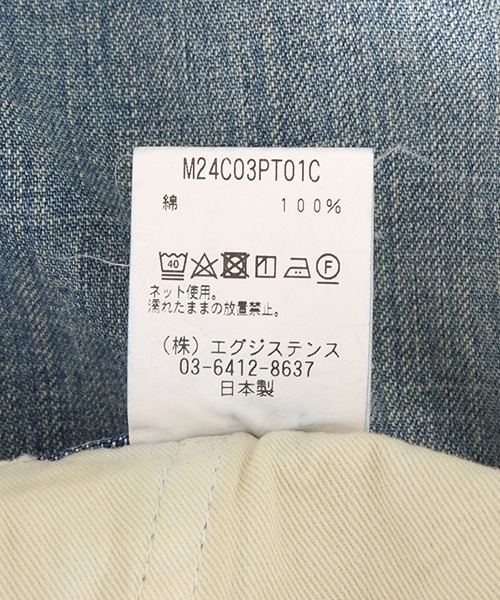 M24C03PT01C
綿 100%
40 F
ネット使用。
濡れたままの放置禁止。
(株)エグジステンス
03-6412-8637
日本製